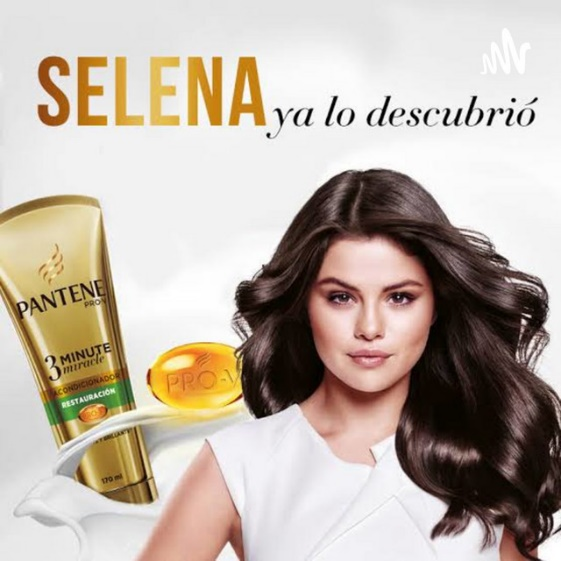 SELENA
ya lo descubrió
PANTENE
PRO-V
3 MINUTE
miracle
ACONDICIONADOR
RESTAURACIÓN
170 ml
PRO-V